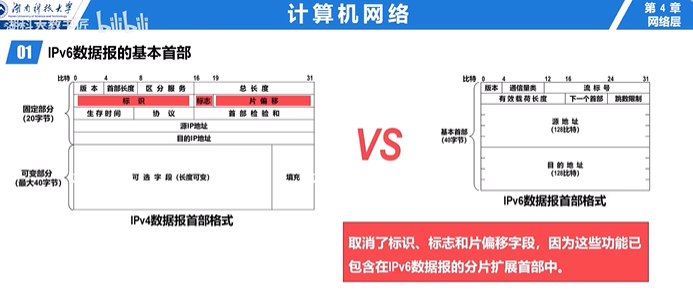 湖南科技大学
计算机网络
第 4 章
网络层
湖科大教书匠 bilibili
01 IPv6数据报的基本首部
比特 0 4 8 16 19 31
版 本 首部长度 区 分 服 务 总 长 度
固定部分
(20字节)
标 识 标志 片 偏 移
生 存 时 间 协 议 首 部 检 验 和
源IP地址
目的IP地址
可变部分
(最大40字节)
可 选 字 段 (长度可变) 填充
IPv4数据报首部格式
VS
比特 0 4 12 16 24 31
版本 通信量类 流 标 号
有 效 载 荷 长 度 下一个首部 跳数限制
基本首部
(40字节)
源 地 址
(128比特)
目 的 地 址
(128比特)
IPv6数据报首部格式
取消了标识、标志和片偏移字段，因为这些功能已
包含在IPv6数据报的分片扩展首部中。